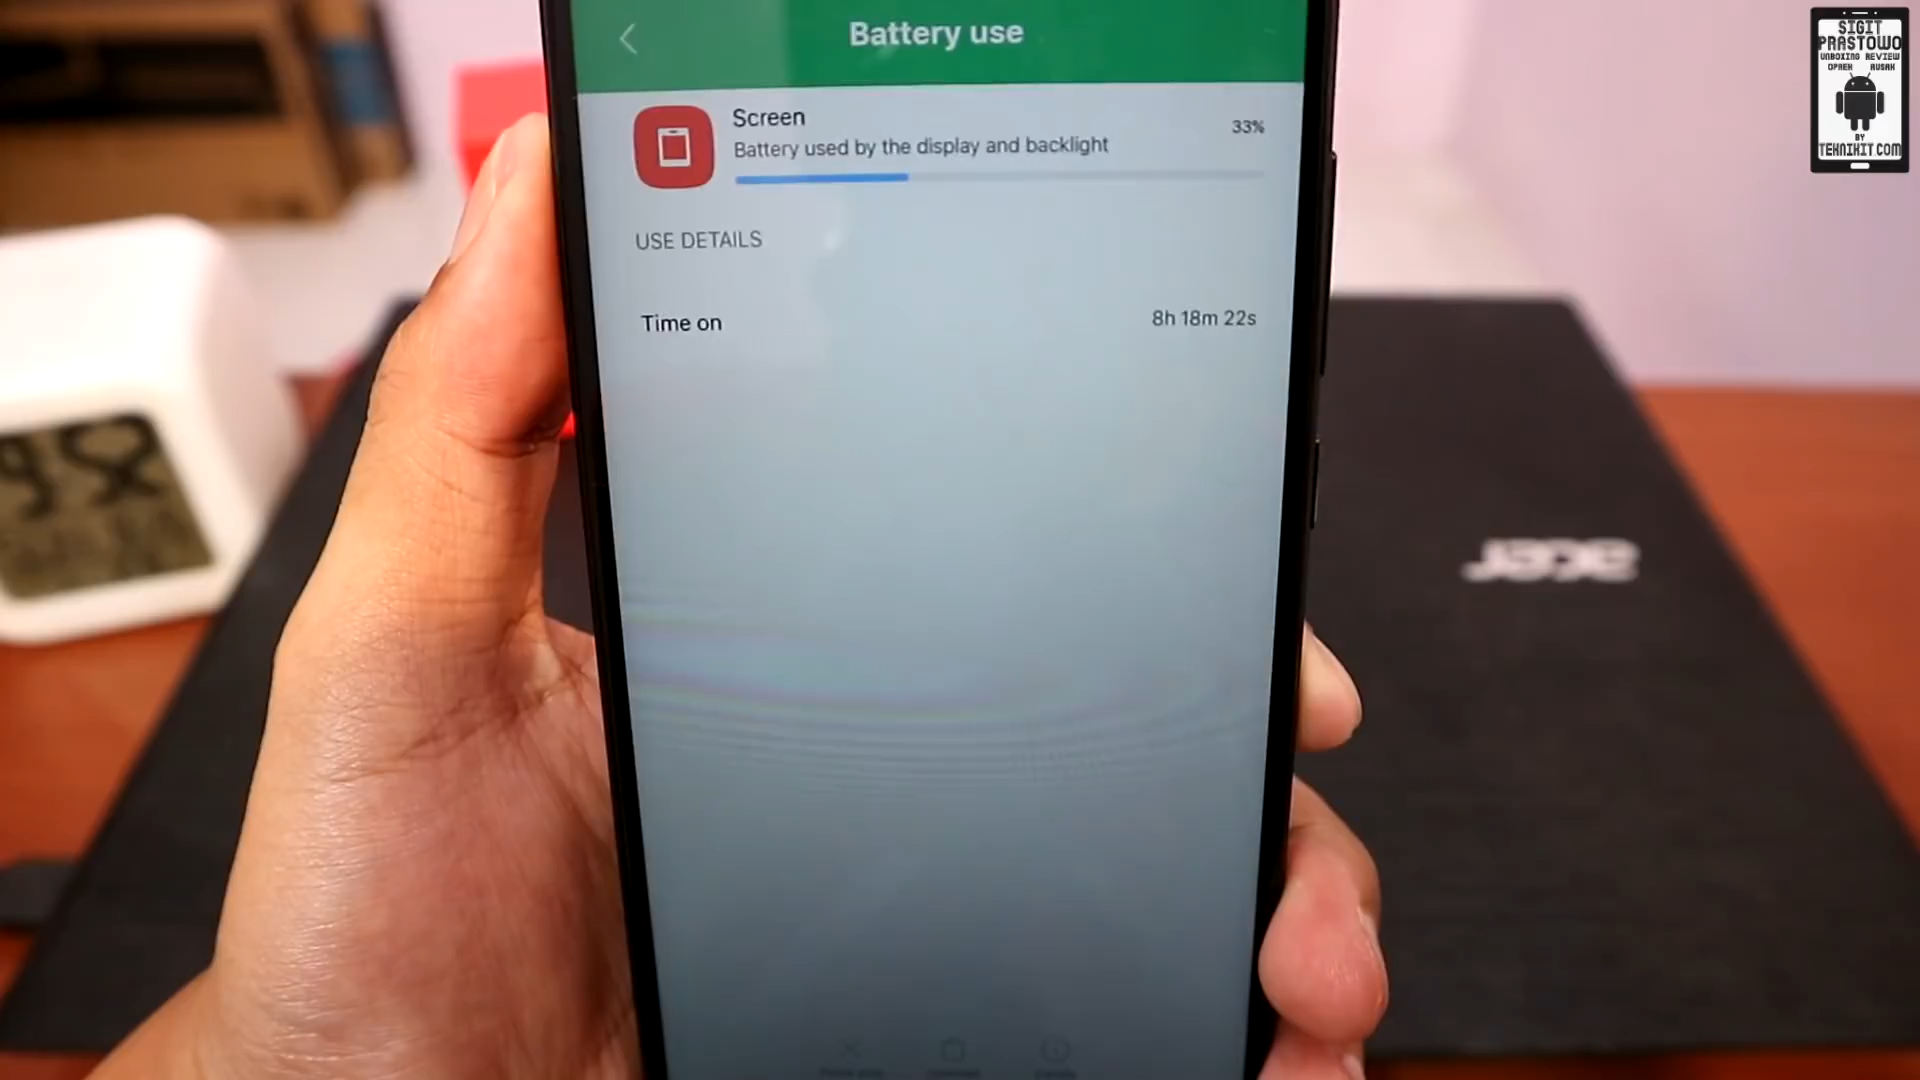 Battery use
Screen
33%
Battery used by the display and backlight
USE DETAILS
Time on
8h 18m 22s
acer
SIGIT
PRASTOWO
UNBOXING REVIEW
OPREK RUSAK
BY
TEKNIKIT.COM